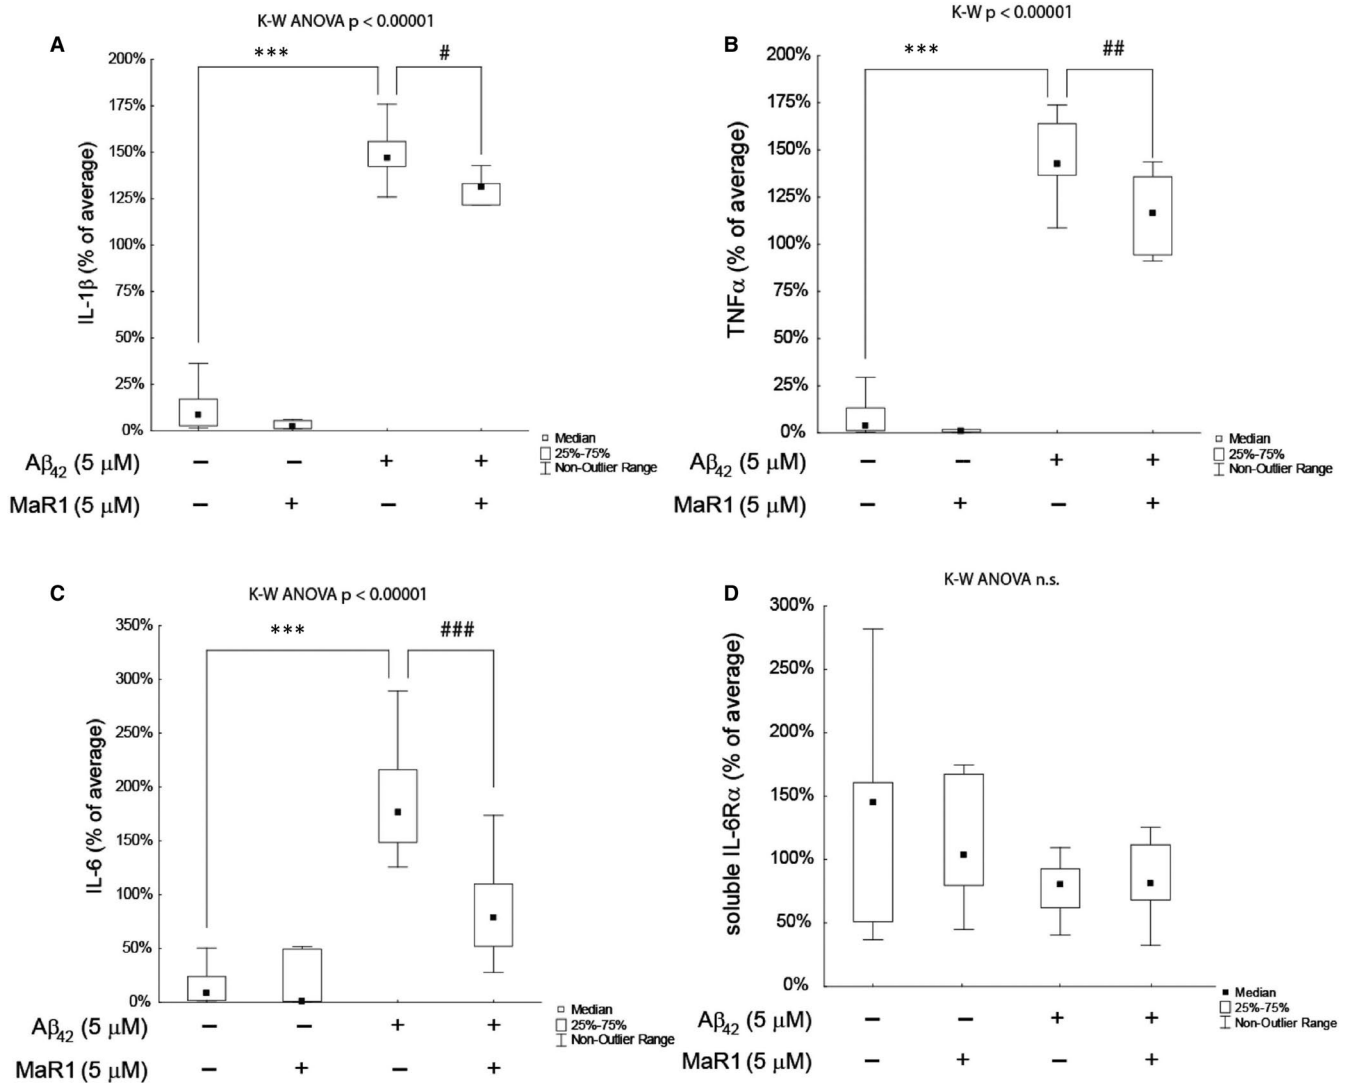 A
K-W ANOVA p < 0.00001
***
#
200%
175%
150%
125%
100%
75%
50%
25%
0%
IL-1β (% of average)
Median
25%-75%
Non-Outlier Range
Aβ42 (5 μM) – – + +
MaR1 (5 μM) – + – +
B
K-W p < 0.00001
***
##
200%
175%
150%
125%
100%
75%
50%
25%
0%
TNFα (% of average)
Median
25%-75%
Non-Outlier Range
Aβ42 (5 μM) – – + +
MaR1 (5 μM) – + – +
C
K-W ANOVA p < 0.00001
***
###
350%
300%
250%
200%
150%
100%
50%
0%
IL-6 (% of average)
Median
25%-75%
Non-Outlier Range
Aβ42 (5 μM) – – + +
MaR1 (5 μM) – + – +
D
K-W ANOVA n.s.
300%
250%
200%
150%
100%
50%
0%
soluble IL-6Rα (% of average)
Median
25%-75%
Non-Outlier Range
Aβ42 (5 μM) – – + +
MaR1 (5 μM) – + – +